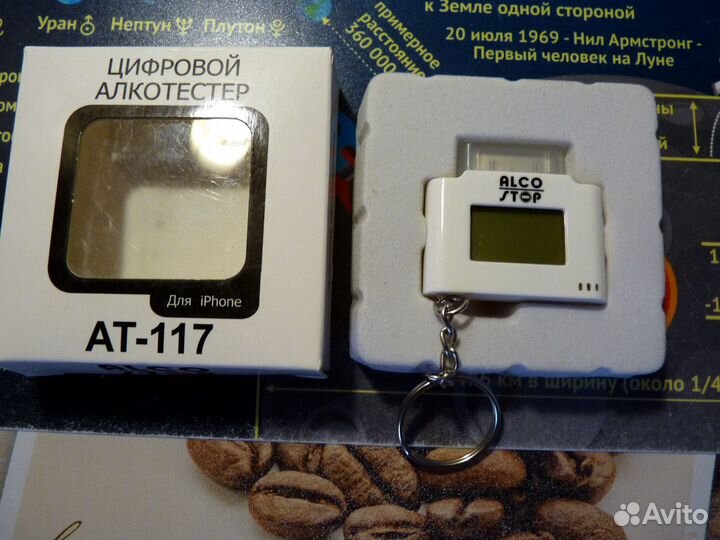 Уран Нептун Плутон
примерное
расстояние
360 000
к Земле одной стороной
20 июля 1969 - Нил Армстронг -
Первый человек на Луне
ЦИФРОВОЙ
АЛКОТЕСТЕР
Для iPhone
AT-117
ALCO
ALCO
STOP
км в ширину (около 1/4
Avito